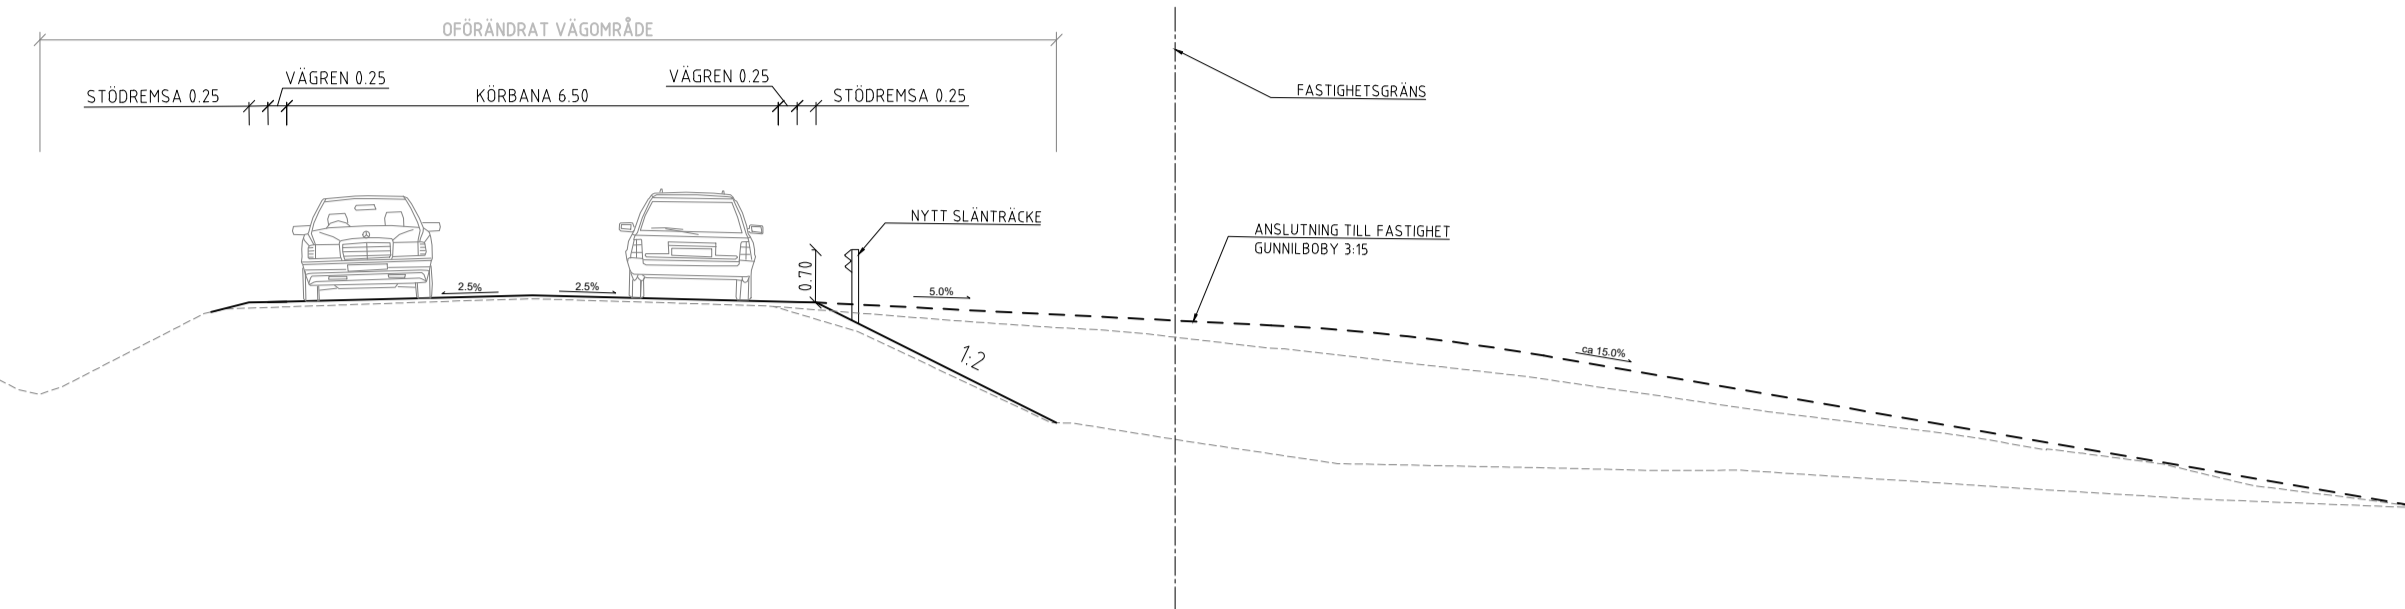 OFÖRÄNDRAT VÄGOMRÅDE
STÖDREMSA 0.25
VÄGREN 0.25
KÖRBANA 6.50
VÄGREN 0.25
STÖDREMSA 0.25
FASTIGHETSGRÄNS
NYTT SLÄNTRÄCKE
ANSLUTNING TILL FASTIGHET
GUNNILBOBY 3:15
0.70
2.5%
2.5%
5.0%
1:2
ca 15.0%